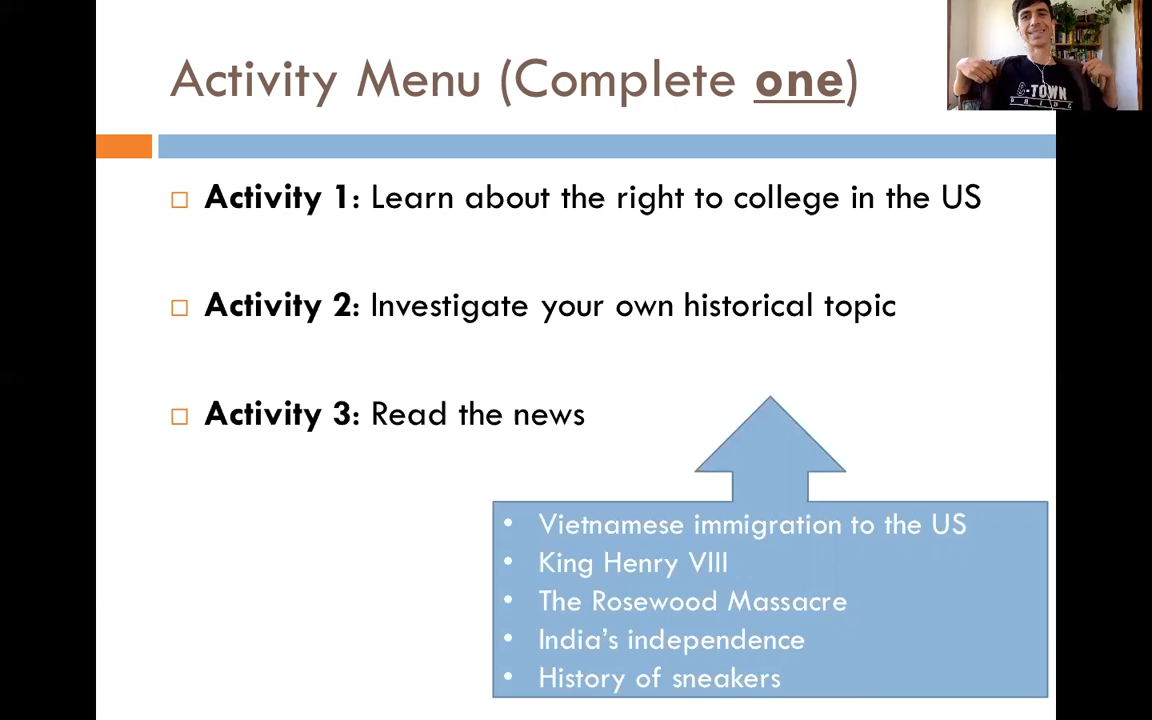 Activity Menu (Complete one)
E-TOWN
PRIDE
Activity 1: Learn about the right to college in the US
Activity 2: Investigate your own historical topic
Activity 3: Read the news
• Vietnamese immigration to the US
• King Henry VIII
• The Rosewood Massacre
• India's independence
• History of sneakers